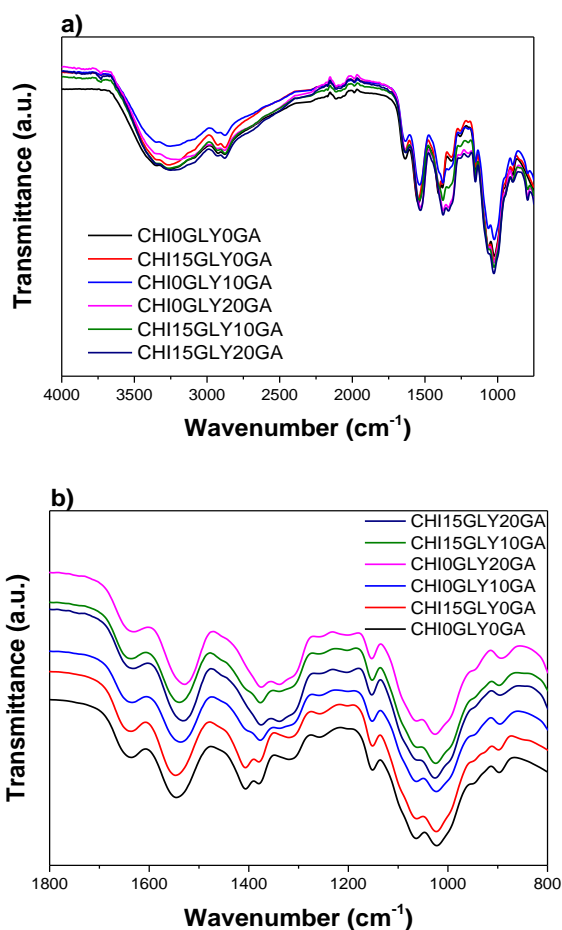 a)
Transmittance (a.u.)
CHI0GLY0GA
CHI15GLY0GA
CHI0GLY10GA
CHI0GLY20GA
CHI15GLY10GA
CHI15GLY20GA
4000 3500 3000 2500 2000 1500 1000
Wavenumber (cm⁻¹)
b)
Transmittance (a.u.)
CHI15GLY20GA
CHI15GLY10GA
CHI0GLY20GA
CHI0GLY10GA
CHI15GLY0GA
CHI0GLY0GA
1800 1600 1400 1200 1000 800
Wavenumber (cm⁻¹)